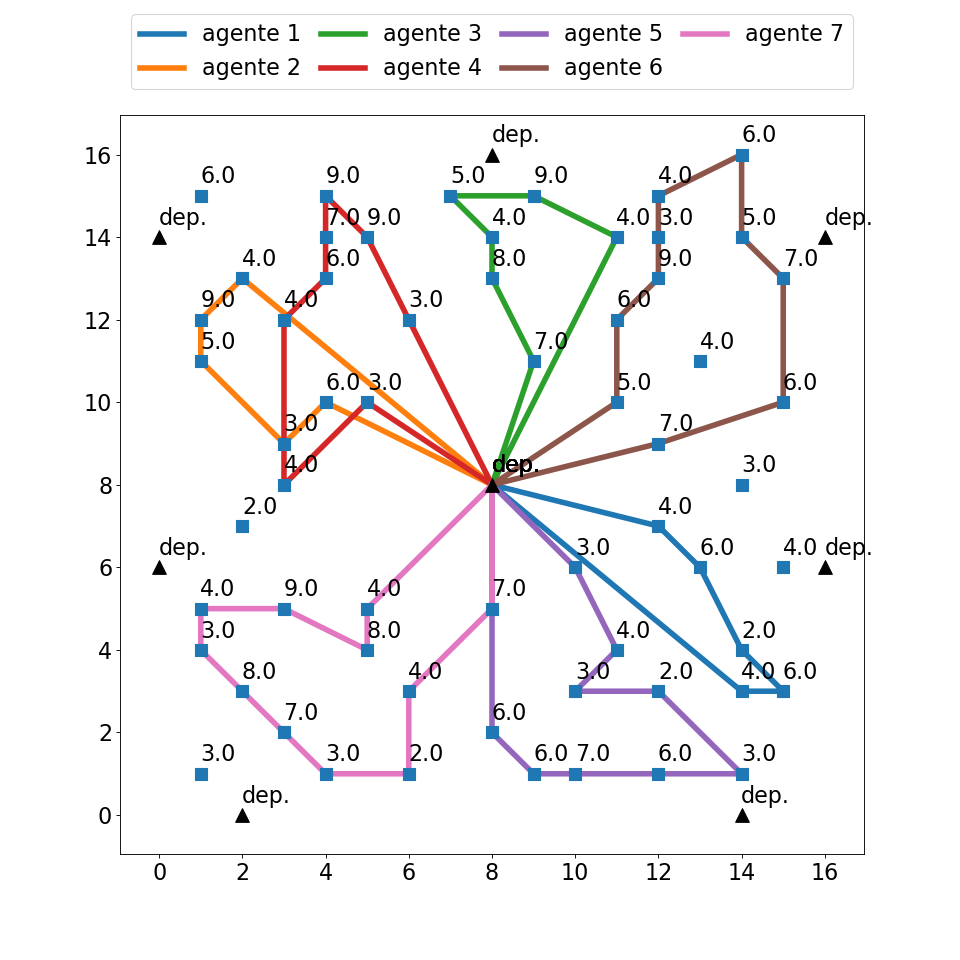 agente 1 agente 3 agente 5 agente 7
agente 2 agente 4 agente 6
6.0
16 dep.
6.0 9.0 5.0 9.0 4.0
dep. 7.0 9.0 4.0 4.0 3.0 5.0 dep.
14
4.0 6.0 8.0 9.0 7.0
9.0 4.0 3.0 6.0
12
5.0 7.0 4.0
6.0 3.0 5.0 6.0
10
3.0 7.0
4.0 dep. dep. 3.0
8
2.0 4.0
dep. 3.0 6.0 4.0 dep.
6
4.0 9.0 4.0 7.0
3.0 8.0 4.0 2.0
4
8.0 4.0 3.0 2.0 4.0 6.0
7.0 6.0
2
3.0 3.0 2.0 6.0 7.0 6.0 3.0
dep. dep.
0
0 2 4 6 8 10 12 14 16